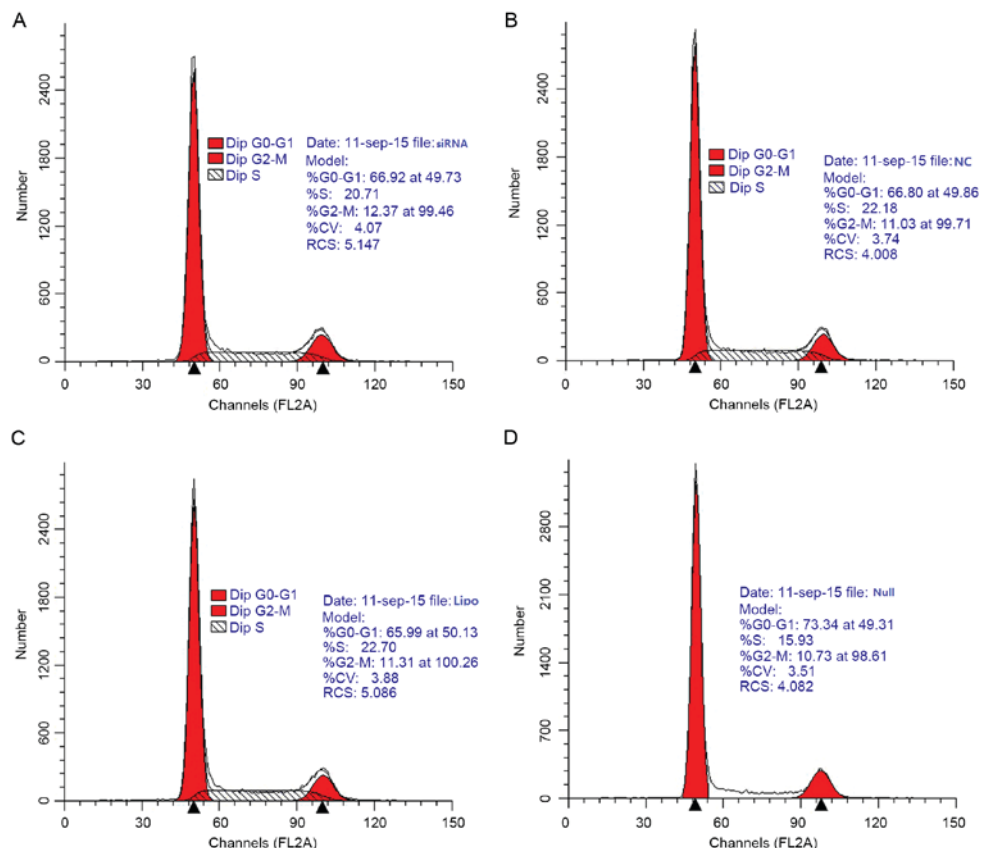 A
Number
2400
1800
1200
600
0
Dip G0-G1
Dip G2-M
Dip S
Date: 11-sep-15 file:siRNA
Model:
%G0-G1: 66.92 at 49.73
%S: 20.71
%G2-M: 12.37 at 99.46
%CV: 4.07
RCS: 5.147
0 30 60 90 120 150
Channels (FL2A)
B
Number
2400
1800
1200
600
0
Dip G0-G1
Dip G2-M
Dip S
Date: 11-sep-15 file:NC
Model:
%G0-G1: 66.80 at 49.86
%S: 22.18
%G2-M: 11.03 at 99.71
%CV: 3.74
RCS: 4.008
0 30 60 90 120 150
Channels (FL2A)
C
Number
2400
1800
1200
600
0
Dip G0-G1
Dip G2-M
Dip S
Date: 11-sep-15 file:Lipo
Model:
%G0-G1: 65.99 at 50.13
%S: 22.70
%G2-M: 11.31 at 100.26
%CV: 3.88
RCS: 5.086
0 30 60 90 120 150
Channels (FL2A)
D
Number
2800
2100
1400
700
0
Date: 11-sep-15 file: Null
Model:
%G0-G1: 73.34 at 49.31
%S: 15.93
%G2-M: 10.73 at 98.61
%CV: 3.51
RCS: 4.082
0 30 60 90 120 150
Channels (FL2A)